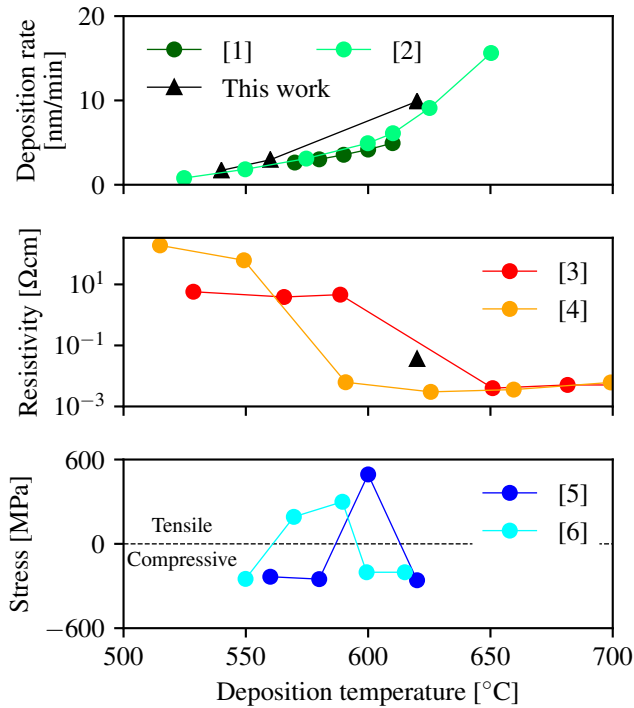 20
10
0
Deposition rate
[nm/min]
[1]
[2]
This work
10¹
10⁻¹
10⁻³
Resistivity [Ωcm]
[3]
[4]
600
0
−600
Stress [MPa]
Tensile
Compressive
[5]
[6]
500
550
600
650
700
Deposition temperature [°C]